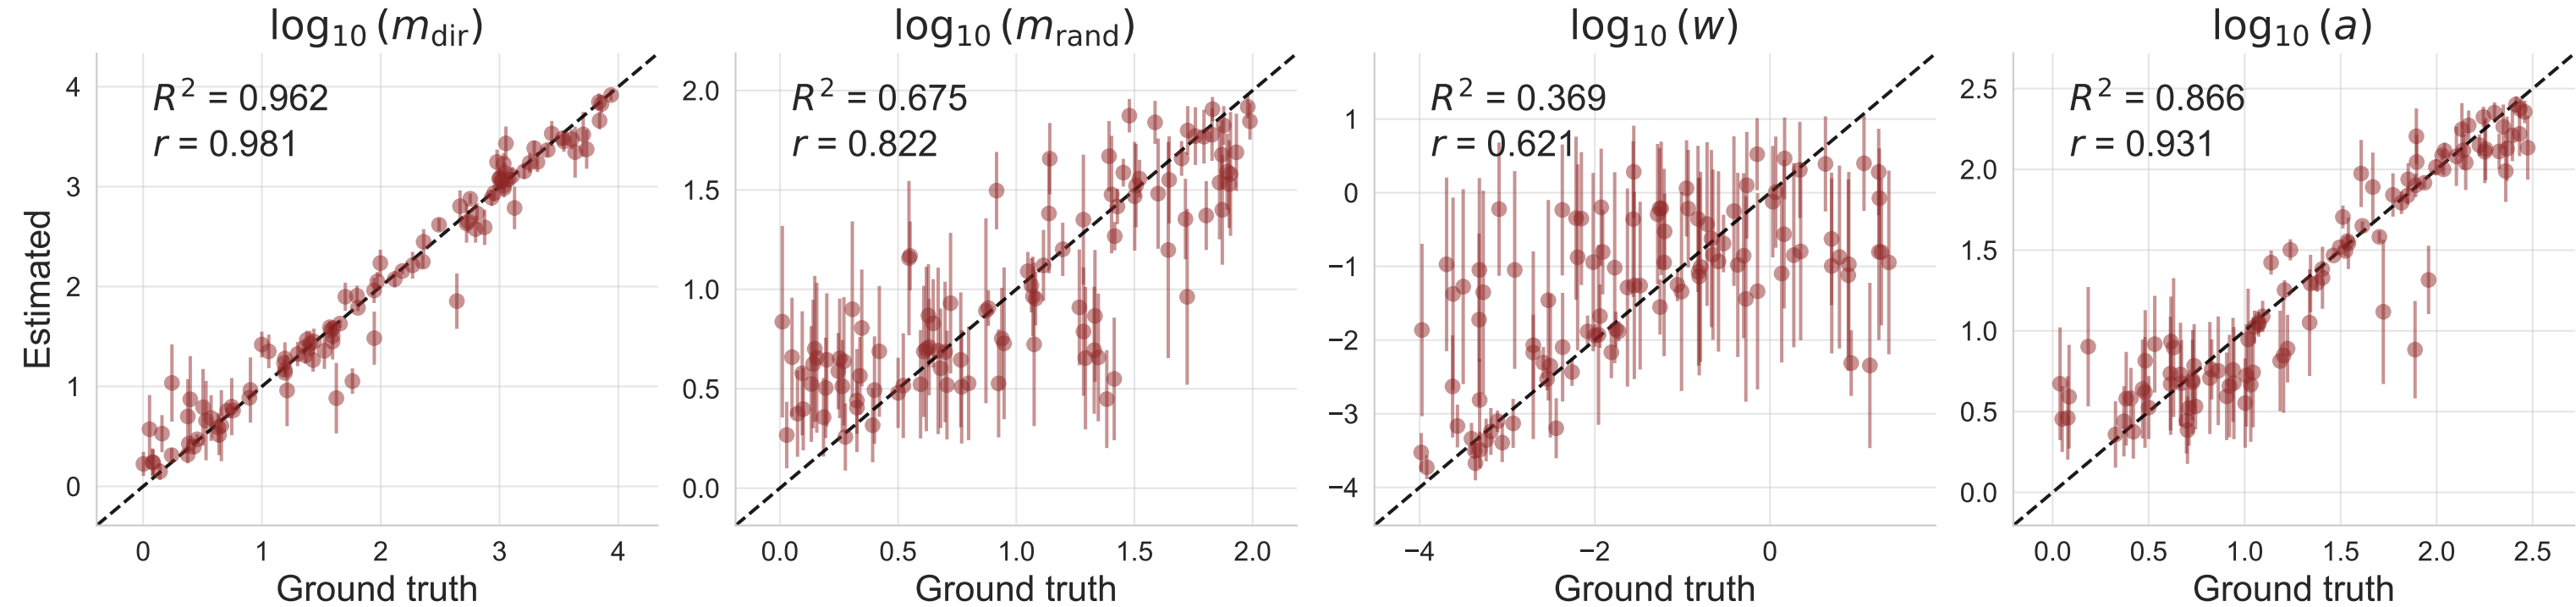 log₁₀ (m_dir)
R² = 0.962
r = 0.981
4
3
2
1
0
Estimated
0 1 2 3 4
Ground truth
log₁₀ (m_rand)
R² = 0.675
r = 0.822
2.0
1.5
1.0
0.5
0.0
0.0 0.5 1.0 1.5 2.0
Ground truth
log₁₀ (w)
R² = 0.369
r = 0.621
1
0
−1
−2
−3
−4
−4 −2 0
Ground truth
log₁₀ (a)
R² = 0.866
r = 0.931
2.5
2.0
1.5
1.0
0.5
0.0
0.0 0.5 1.0 1.5 2.0 2.5
Ground truth